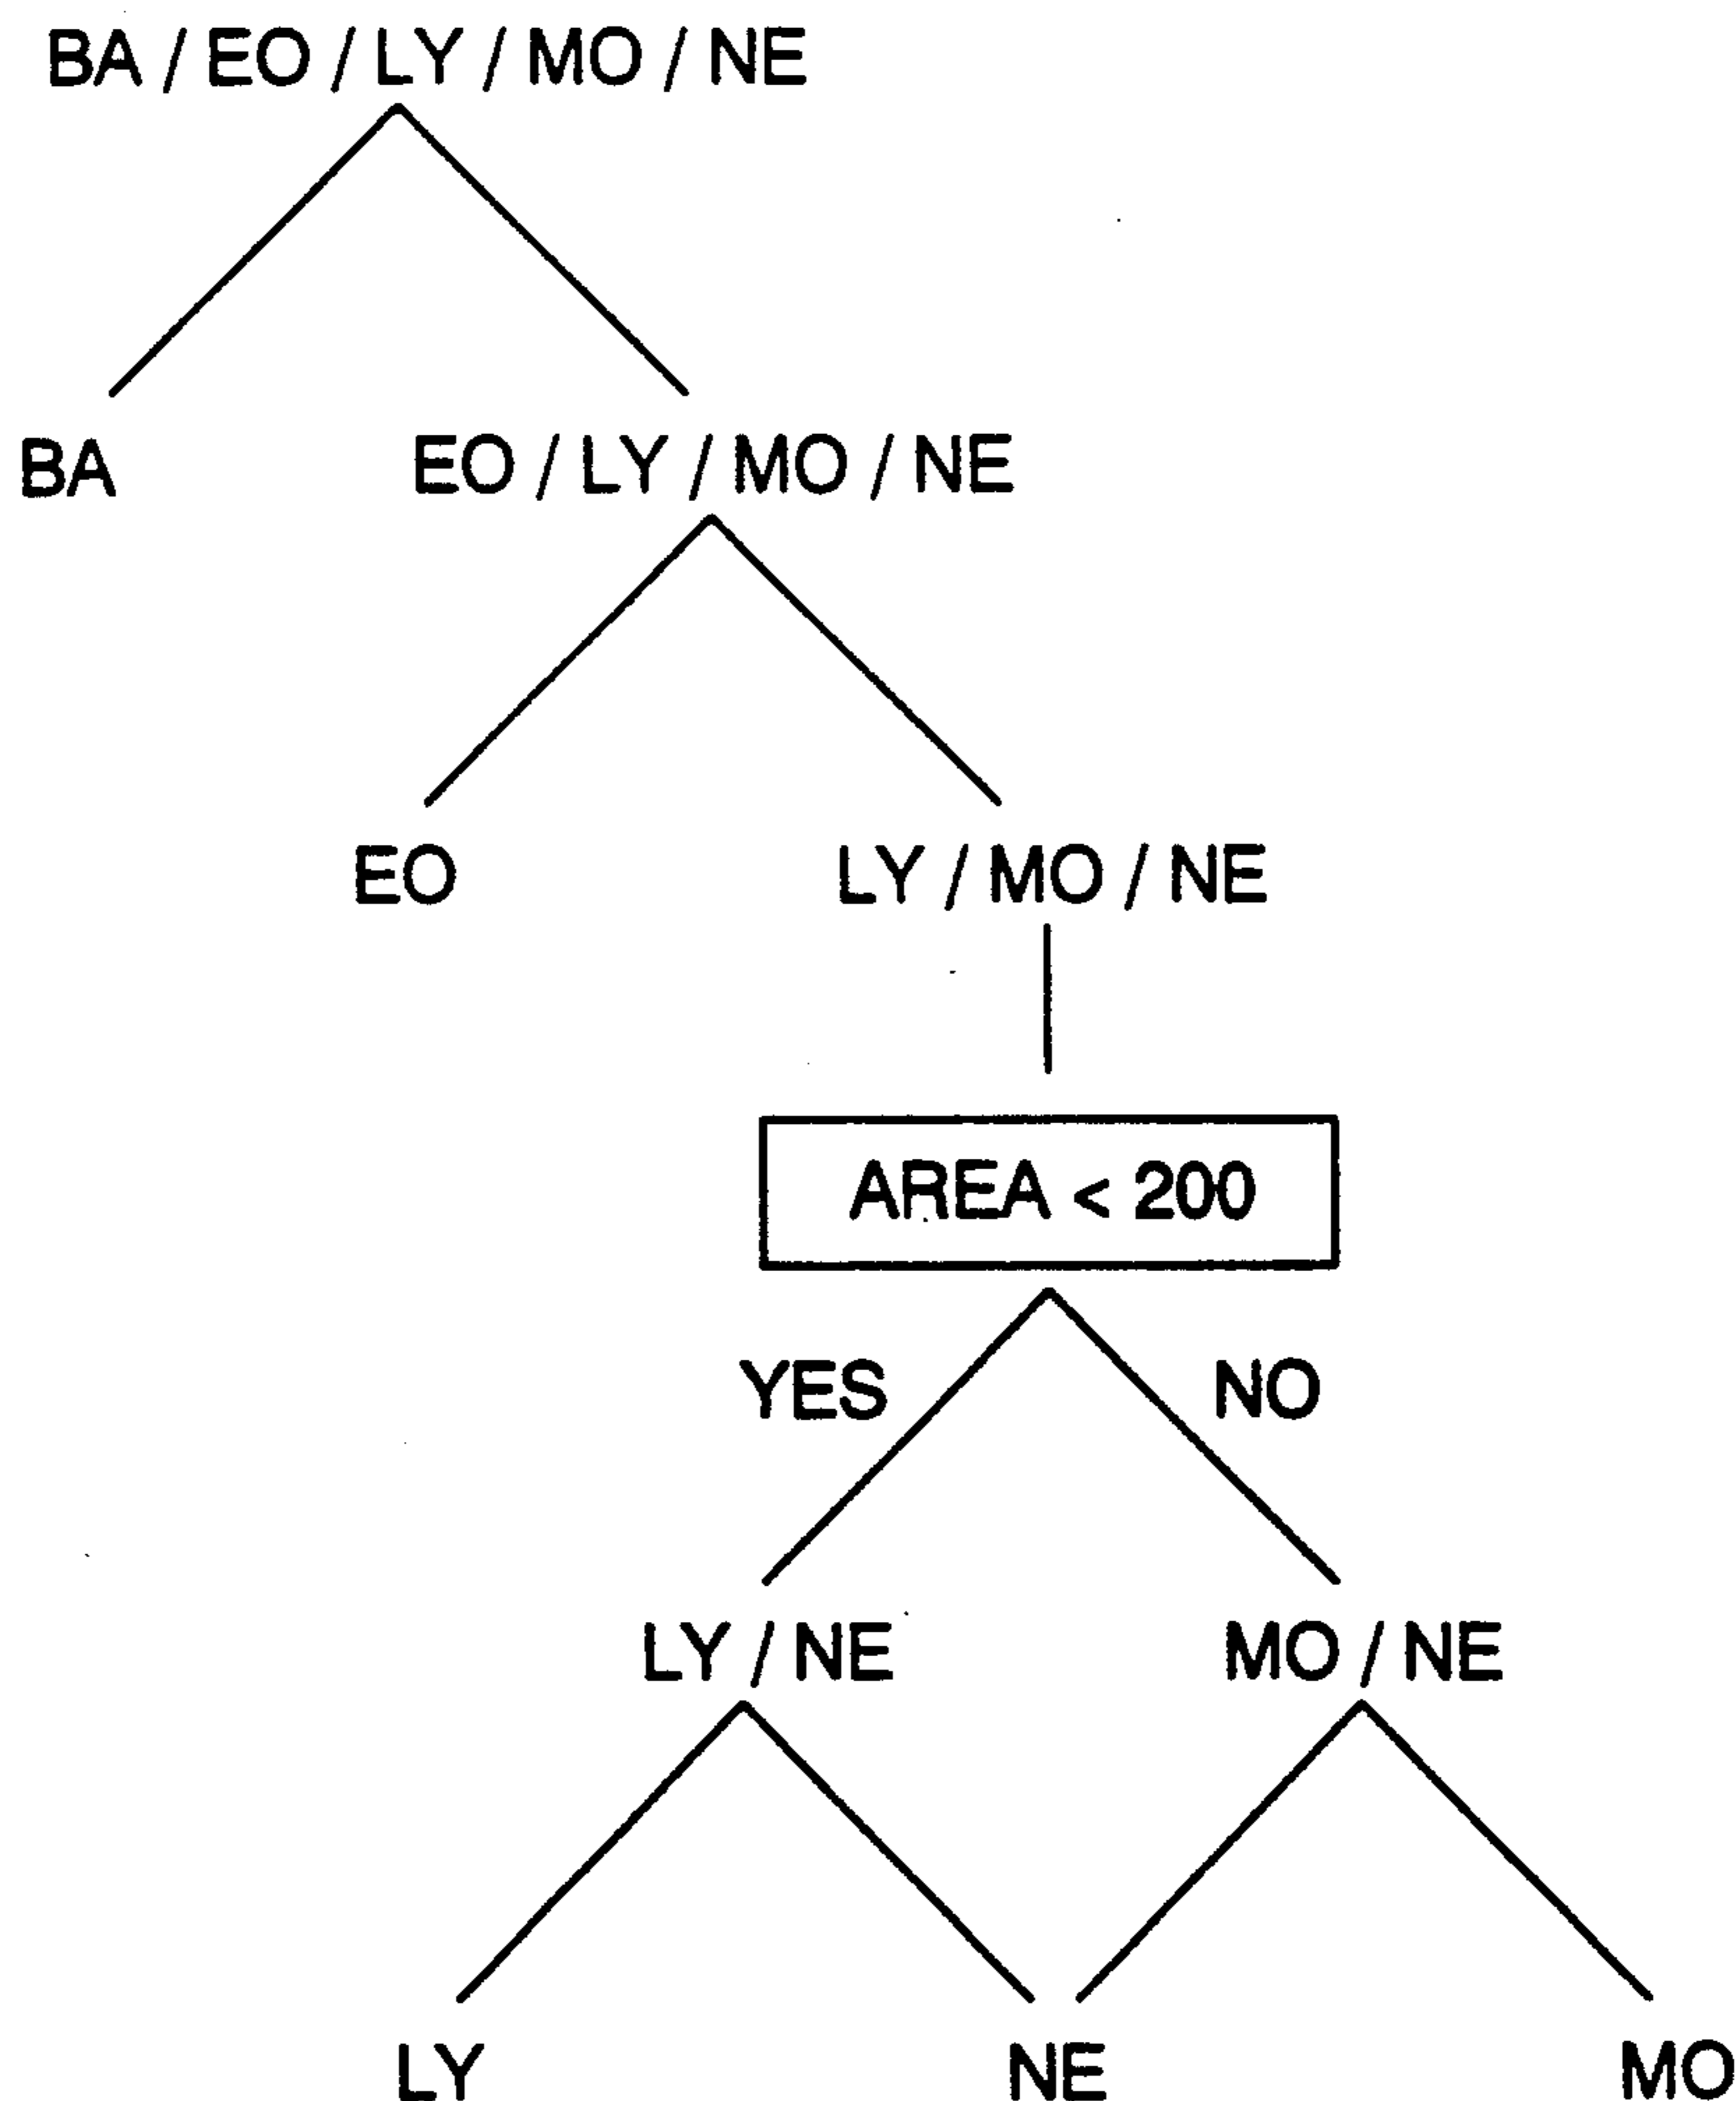 BA / EO / LY / MO / NE
BA EO / LY / MO / NE
EO LY / MO / NE
AREA < 200
YES NO
LY / NE MO / NE
LY NE MO